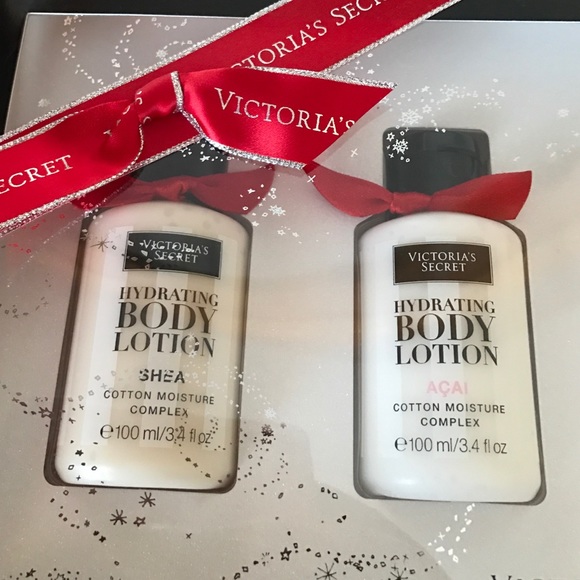 VICTORIA'S SECRET
VICTORIA'S
SECRET
VICTORIA'S
SECRET
HYDRATING
BODY
LOTION
SHEA
COTTON MOISTURE
COMPLEX
℮100 ml/3.4 fl oz
VICTORIA'S
SECRET
HYDRATING
BODY
LOTION
AÇAI
COTTON MOISTURE
COMPLEX
℮100 ml/3.4 fl oz